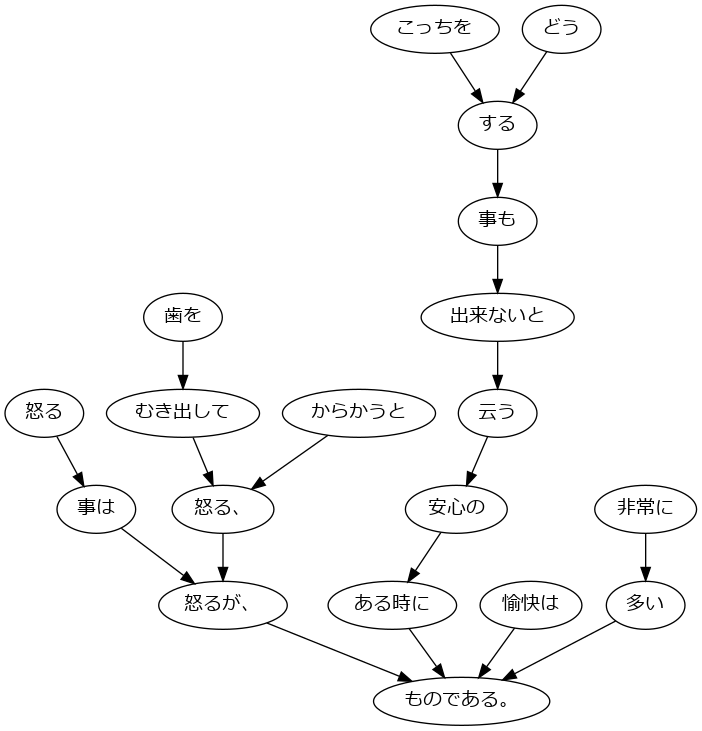 こっちを どう
する
事も
歯を 出来ないと
怒る むき出して からかうと 云う
事は 怒る、 安心の 非常に
怒るが、 ある時に 愉快は 多い
ものである。